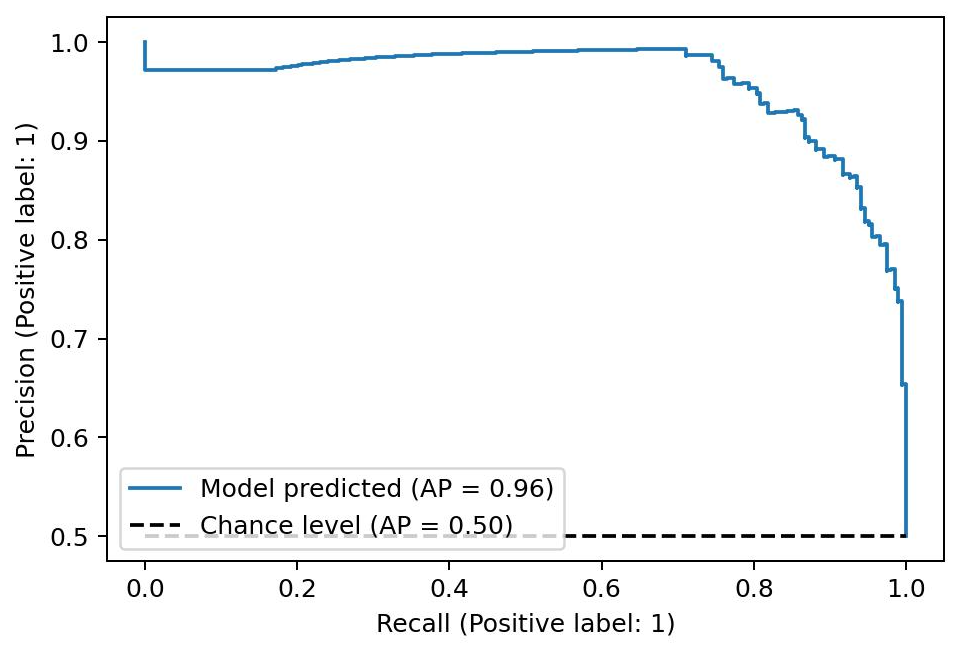 1.0
0.9
0.8
0.7
0.6
0.5
Precision (Positive label: 1)
Model predicted (AP = 0.96)
Chance level (AP = 0.50)
0.0 0.2 0.4 0.6 0.8 1.0
Recall (Positive label: 1)